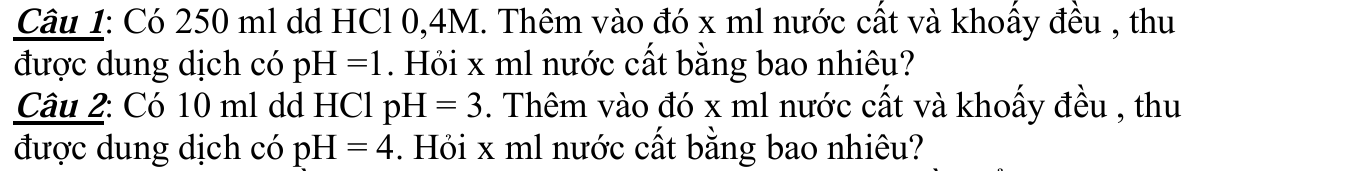 Câu 1: Có 250 ml dd HCl 0,4M. Thêm vào đó x ml nước cất và khoấy đều , thu
được dung dịch có pH =1. Hỏi x ml nước cất bằng bao nhiêu?
Câu 2: Có 10 ml dd HCl pH = 3. Thêm vào đó x ml nước cất và khoấy đều , thu
được dung dịch có pH = 4. Hỏi x ml nước cất bằng bao nhiêu?